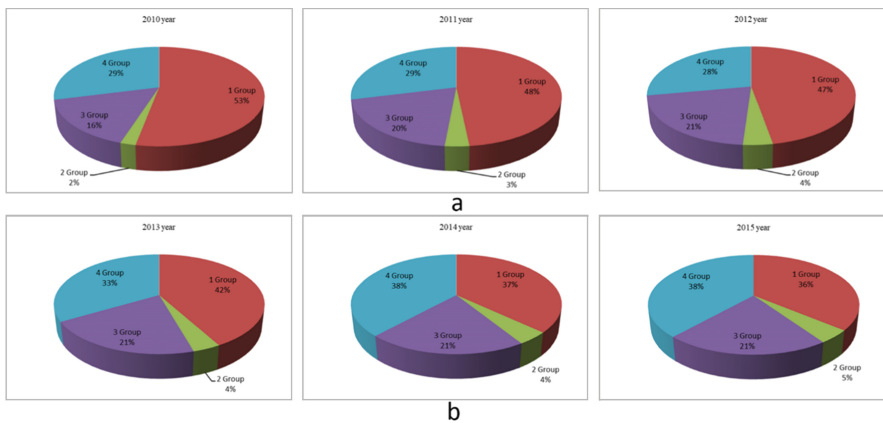 2010 year
4 Group
29%
1 Group
53%
3 Group
16%
2 Group
2%
2011 year
4 Group
29%
1 Group
48%
3 Group
20%
2 Group
3%
2012 year
4 Group
28%
1 Group
47%
3 Group
21%
2 Group
4%
a
2013 year
4 Group
33%
1 Group
42%
3 Group
21%
2 Group
4%
2014 year
4 Group
38%
1 Group
37%
3 Group
21%
2 Group
4%
2015 year
4 Group
38%
1 Group
36%
3 Group
21%
2 Group
5%
b